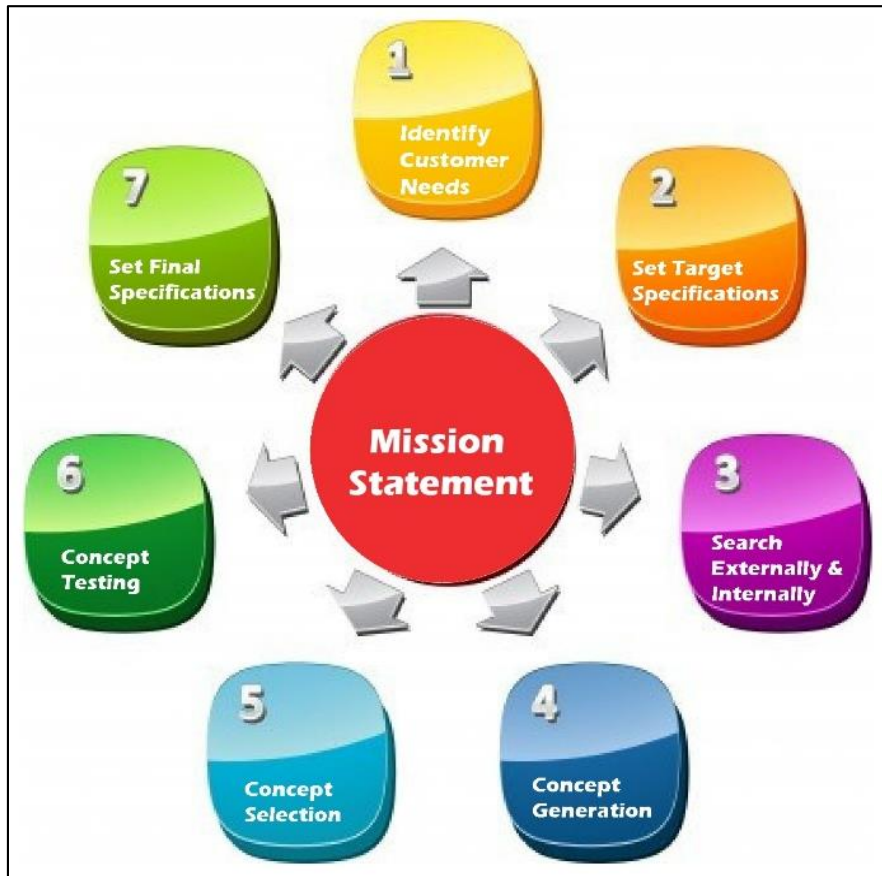 1
Identify
Customer
Needs
2
Set Target
Specifications
3
Search
Externally &
Internally
4
Concept
Generation
5
Concept
Selection
6
Concept
Testing
7
Set Final
Specifications
Mission
Statement